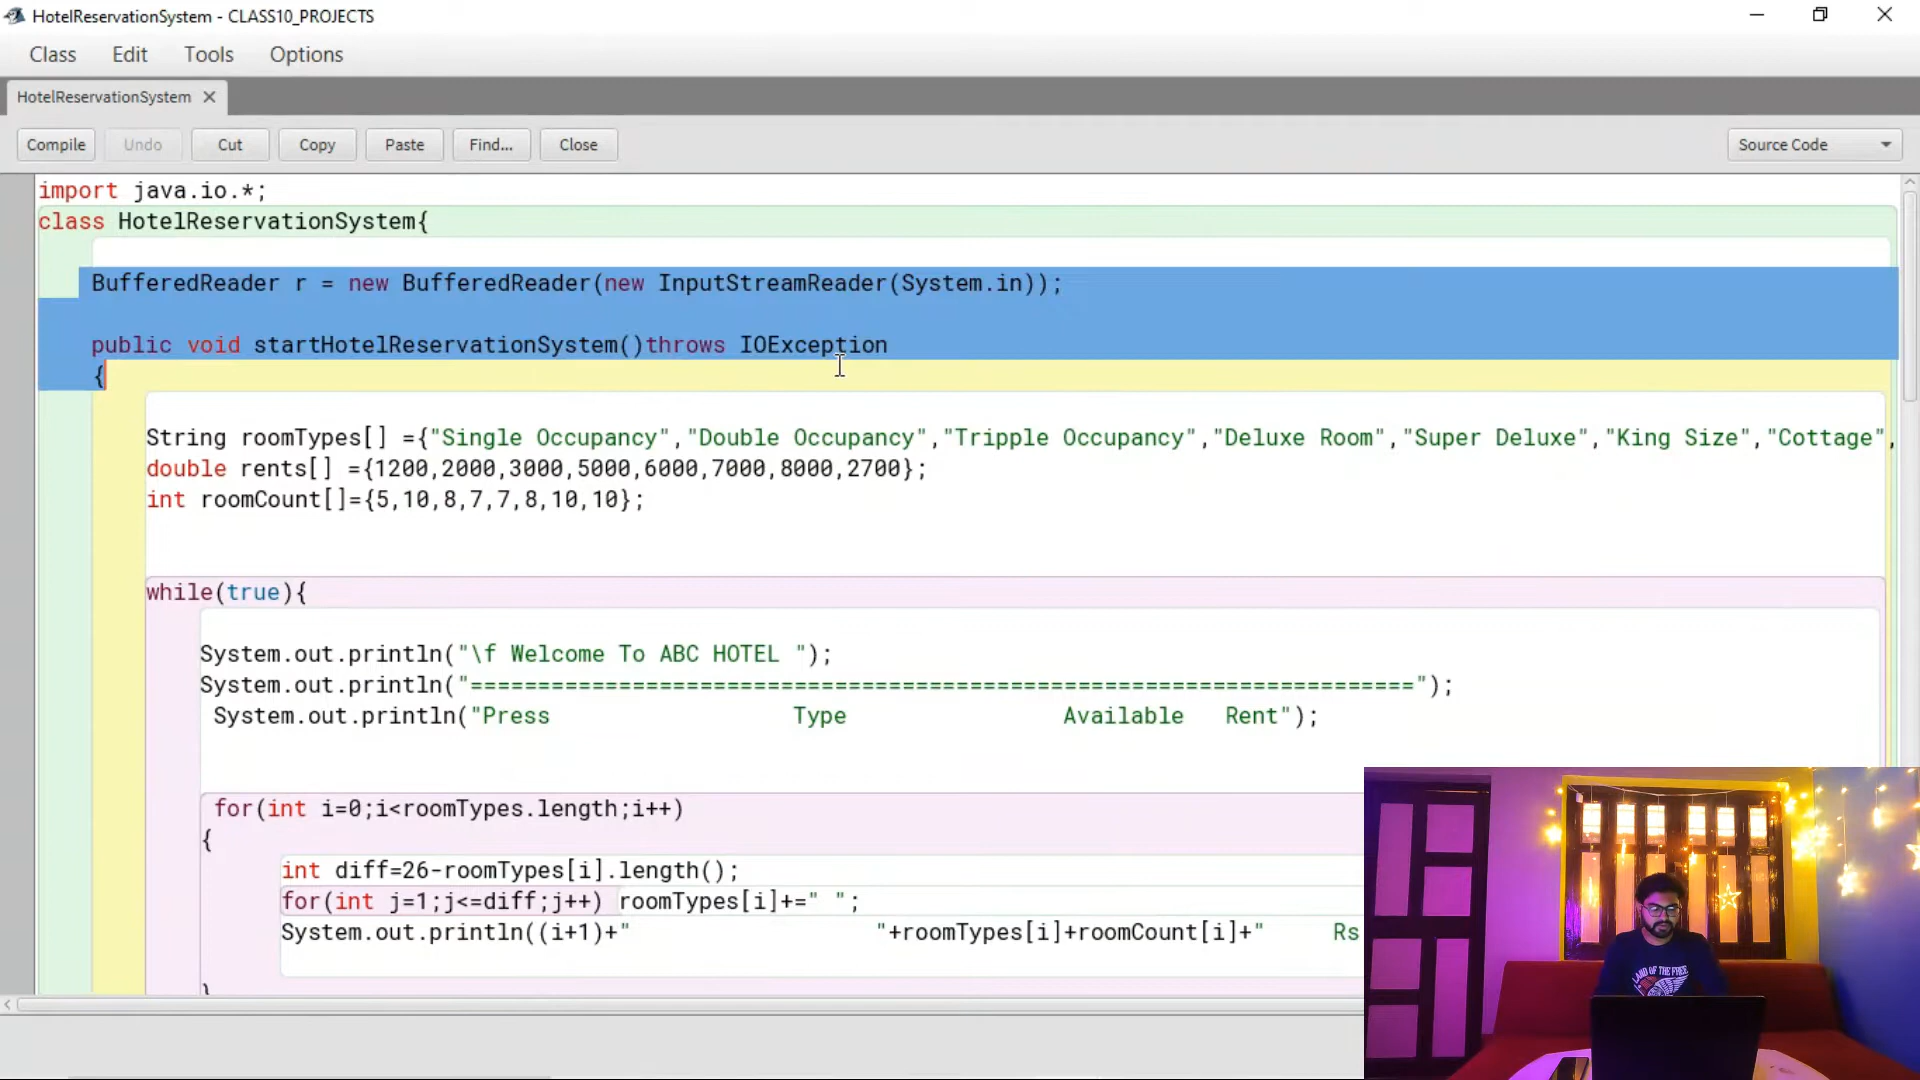 HotelReservationSystem - CLASS10_PROJECTS
Class Edit Tools Options
HotelReservationSystem
Compile Undo Cut Copy Paste Find... Close Source Code
import java.io.*;
class HotelReservationSystem{
BufferedReader r = new BufferedReader(new InputStreamReader(System.in));
public void startHotelReservationSystem()throws IOException
{
String roomTypes[] ={"Single Occupancy","Double Occupancy","Tripple Occupancy","Deluxe Room","Super Deluxe","King Size","Cottage",
double rents[] ={1200,2000,3000,5000,6000,7000,8000,2700};
int roomCount[]={5,10,8,7,7,8,10,10};
while(true){
System.out.println("\f Welcome To ABC HOTEL ");
System.out.println("======================================================================");
System.out.println("Press Type Available Rent");
for(int i=0;i<roomTypes.length;i++)
{
int diff=26-roomTypes[i].length();
for(int j=1;j<=diff;j++) roomTypes[i]+=" ";
System.out.println((i+1)+" "+roomTypes[i]+roomCount[i]+" Rs
}
LAND OF THE FREE